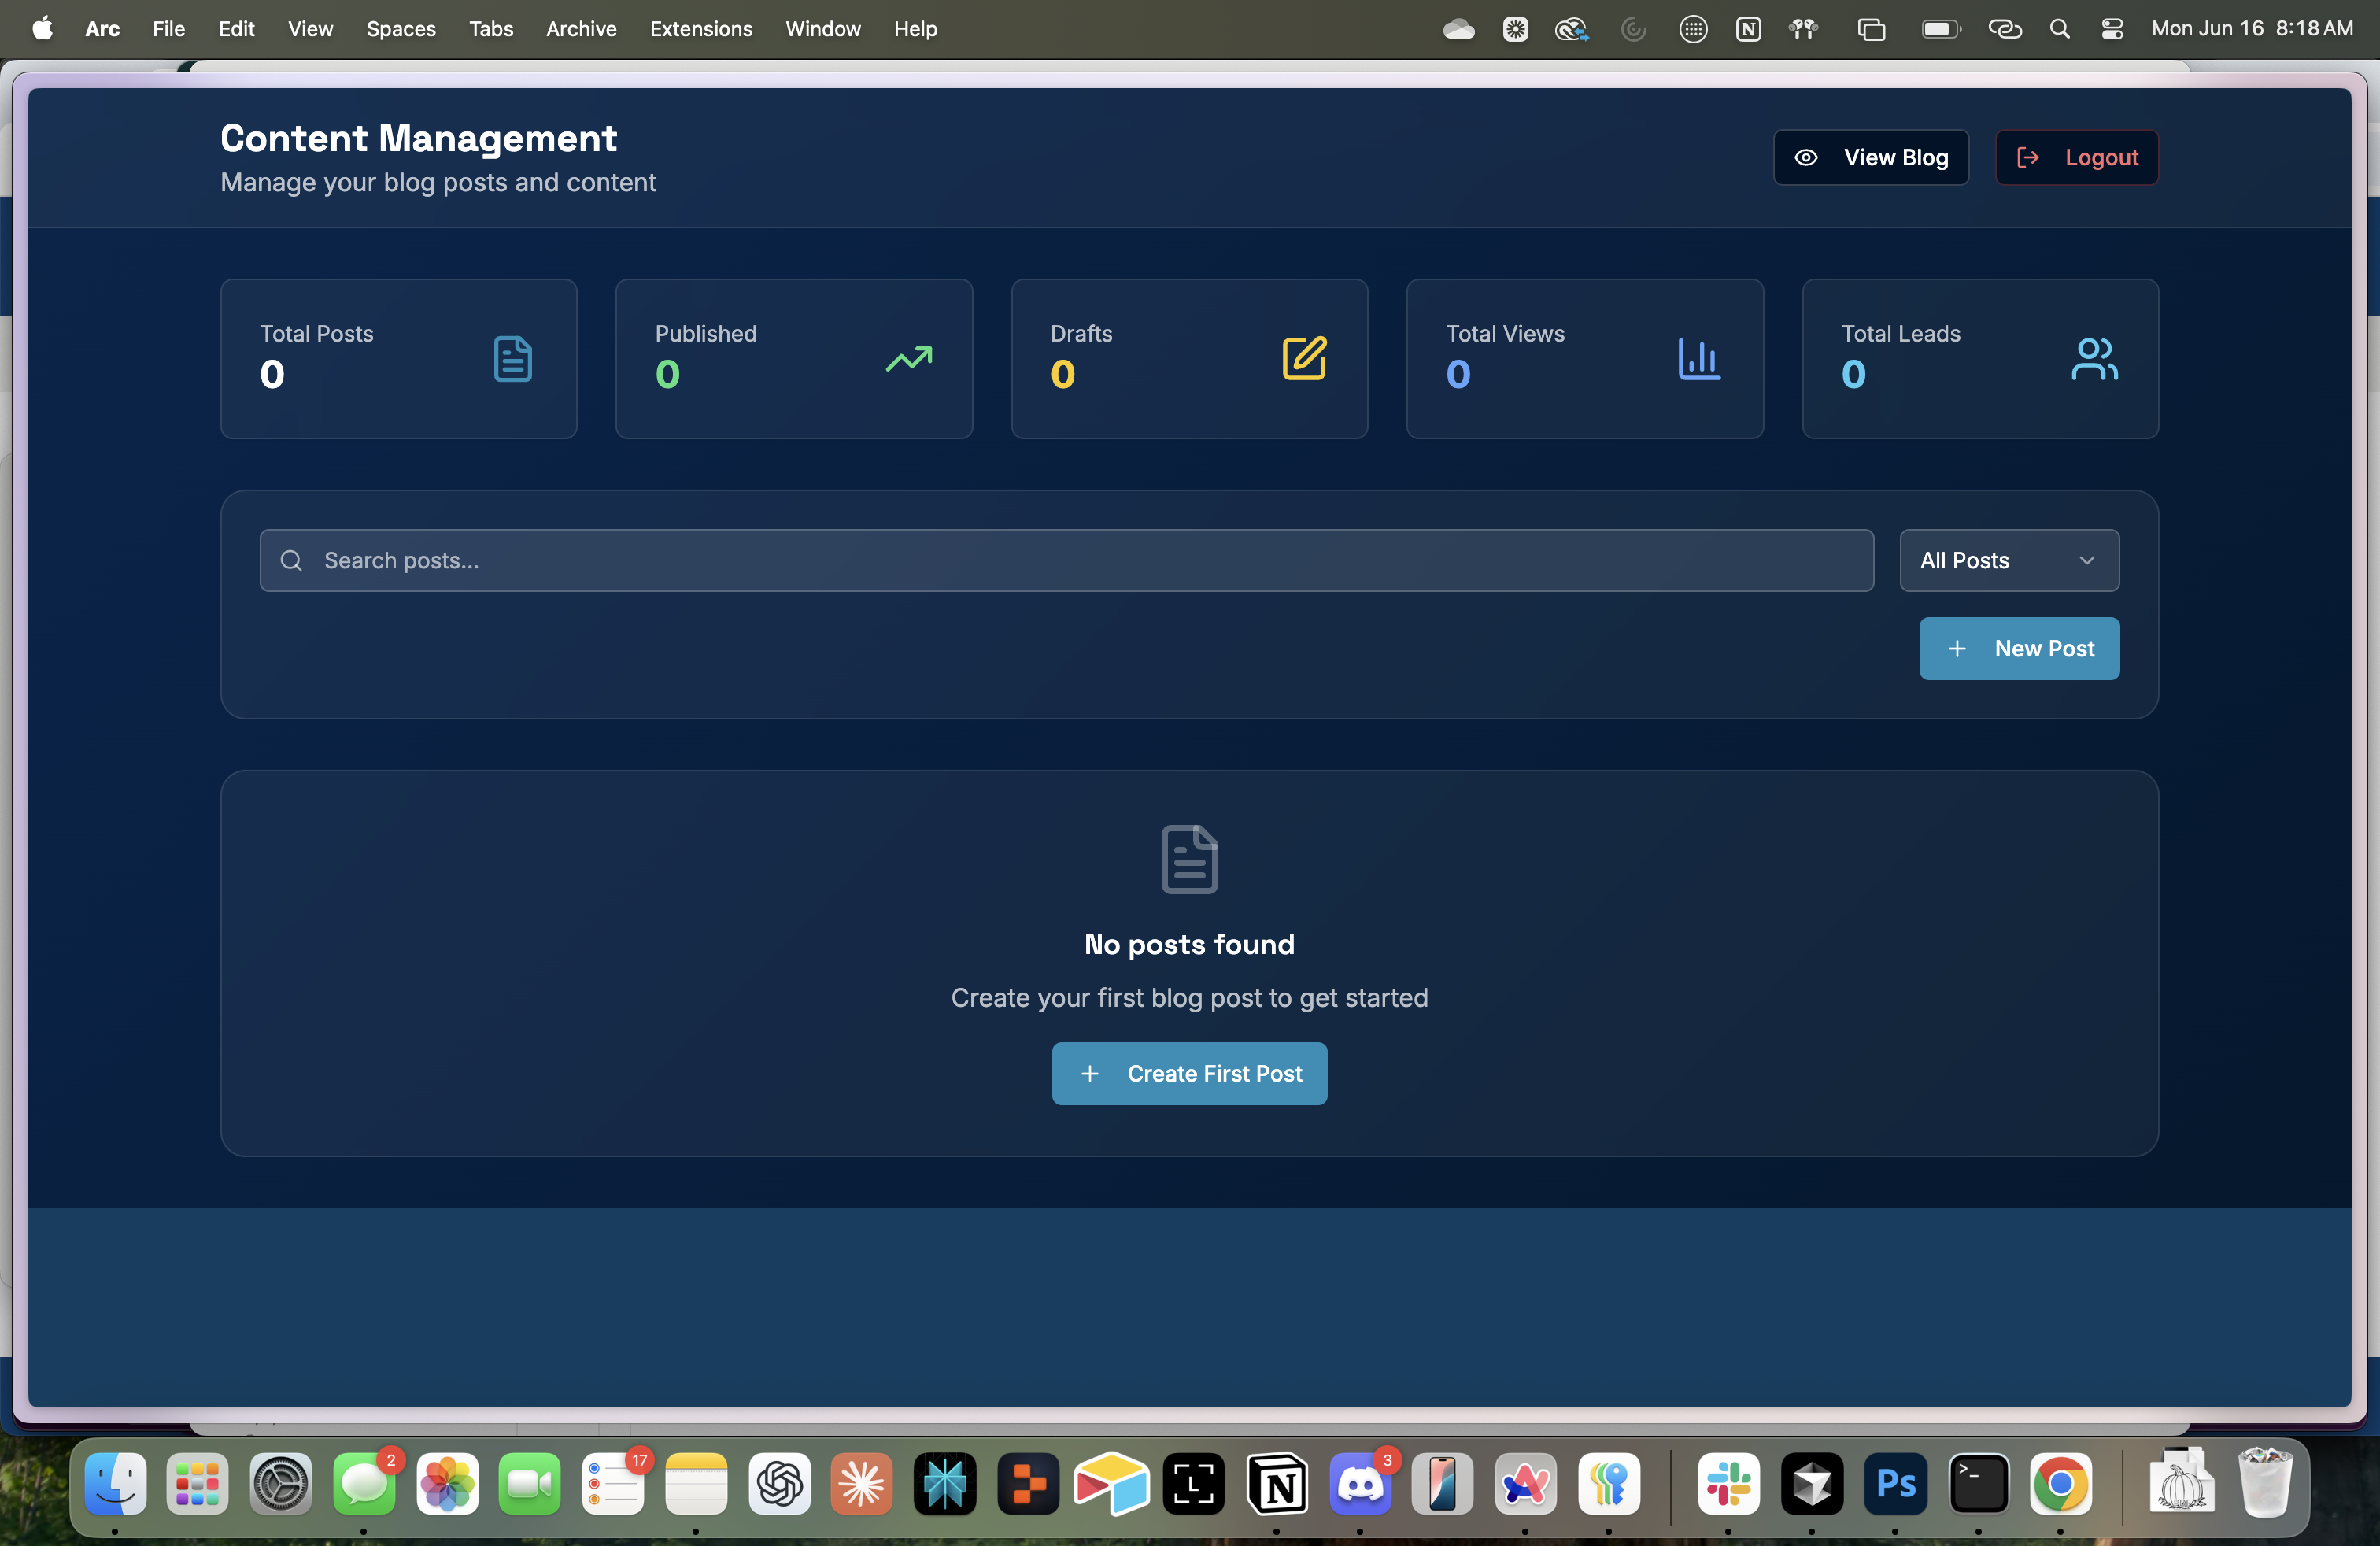 Arc File Edit View Spaces Tabs Archive Extensions Window Help Mon Jun 16 8:18 AM
Content Management
Manage your blog posts and content
View Blog
Logout
Total Posts
0
Published
0
Drafts
0
Total Views
0
Total Leads
0
Search posts...
All Posts
New Post
No posts found
Create your first blog post to get started
Create First Post
2
17
3
L
N
Ps
>_